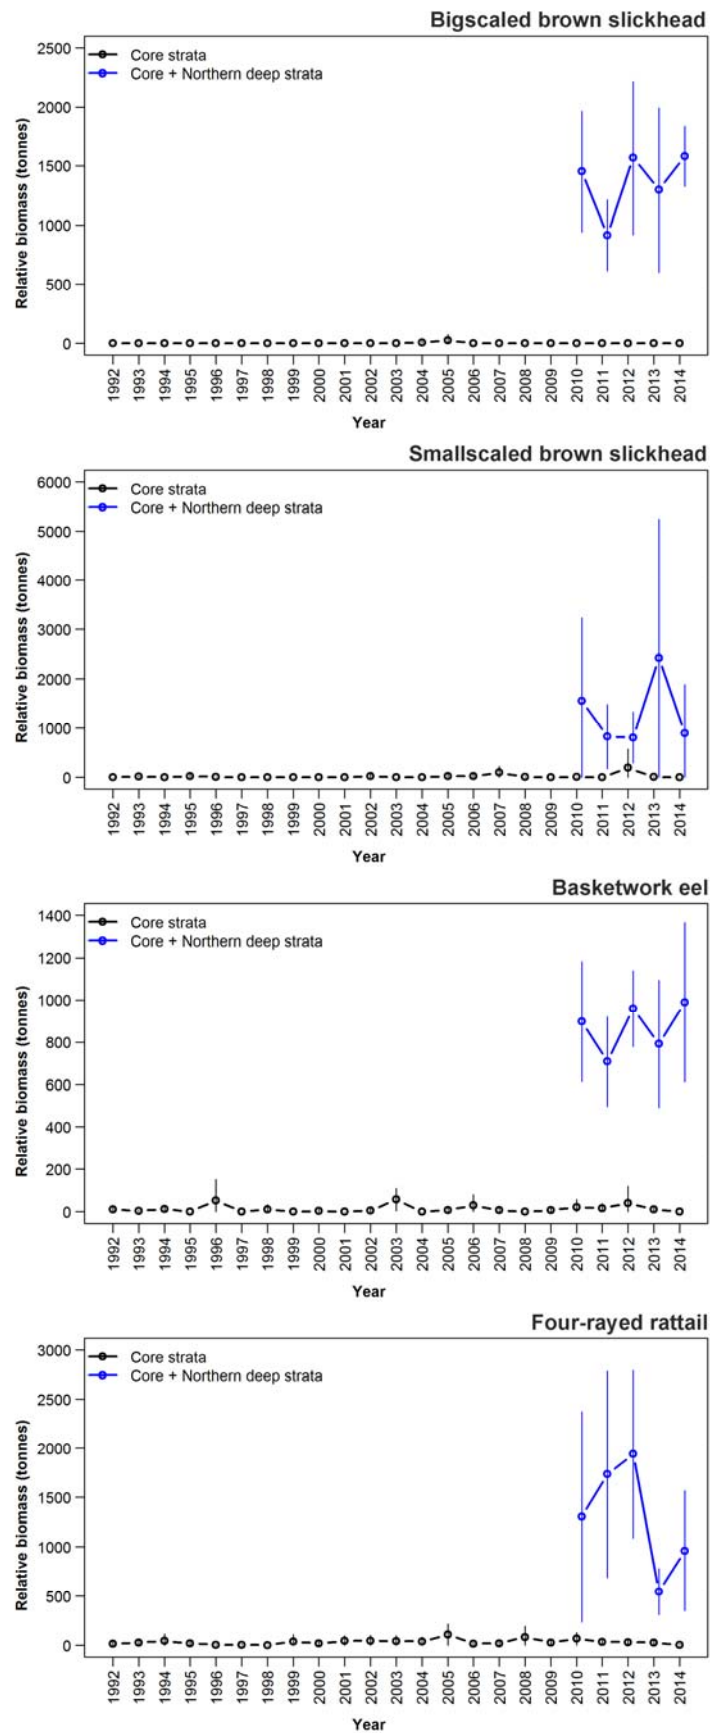 Bigscaled brown slickhead
Core strata
Core + Northern deep strata
Relative biomass (tonnes)
2500
2000
1500
1000
500
0
1992 1993 1994 1995 1996 1997 1998 1999 2000 2001 2002 2003 2004 2005 2006 2007 2008 2009 2010 2011 2012 2013 2014
Year
Smallscaled brown slickhead
Core strata
Core + Northern deep strata
Relative biomass (tonnes)
6000
5000
4000
3000
2000
1000
0
1992 1993 1994 1995 1996 1997 1998 1999 2000 2001 2002 2003 2004 2005 2006 2007 2008 2009 2010 2011 2012 2013 2014
Year
Basketwork eel
Core strata
Core + Northern deep strata
Relative biomass (tonnes)
1400
1200
1000
800
600
400
200
0
1992 1993 1994 1995 1996 1997 1998 1999 2000 2001 2002 2003 2004 2005 2006 2007 2008 2009 2010 2011 2012 2013 2014
Year
Four-rayed rattail
Core strata
Core + Northern deep strata
Relative biomass (tonnes)
3000
2500
2000
1500
1000
500
0
1992 1993 1994 1995 1996 1997 1998 1999 2000 2001 2002 2003 2004 2005 2006 2007 2008 2009 2010 2011 2012 2013 2014
Year